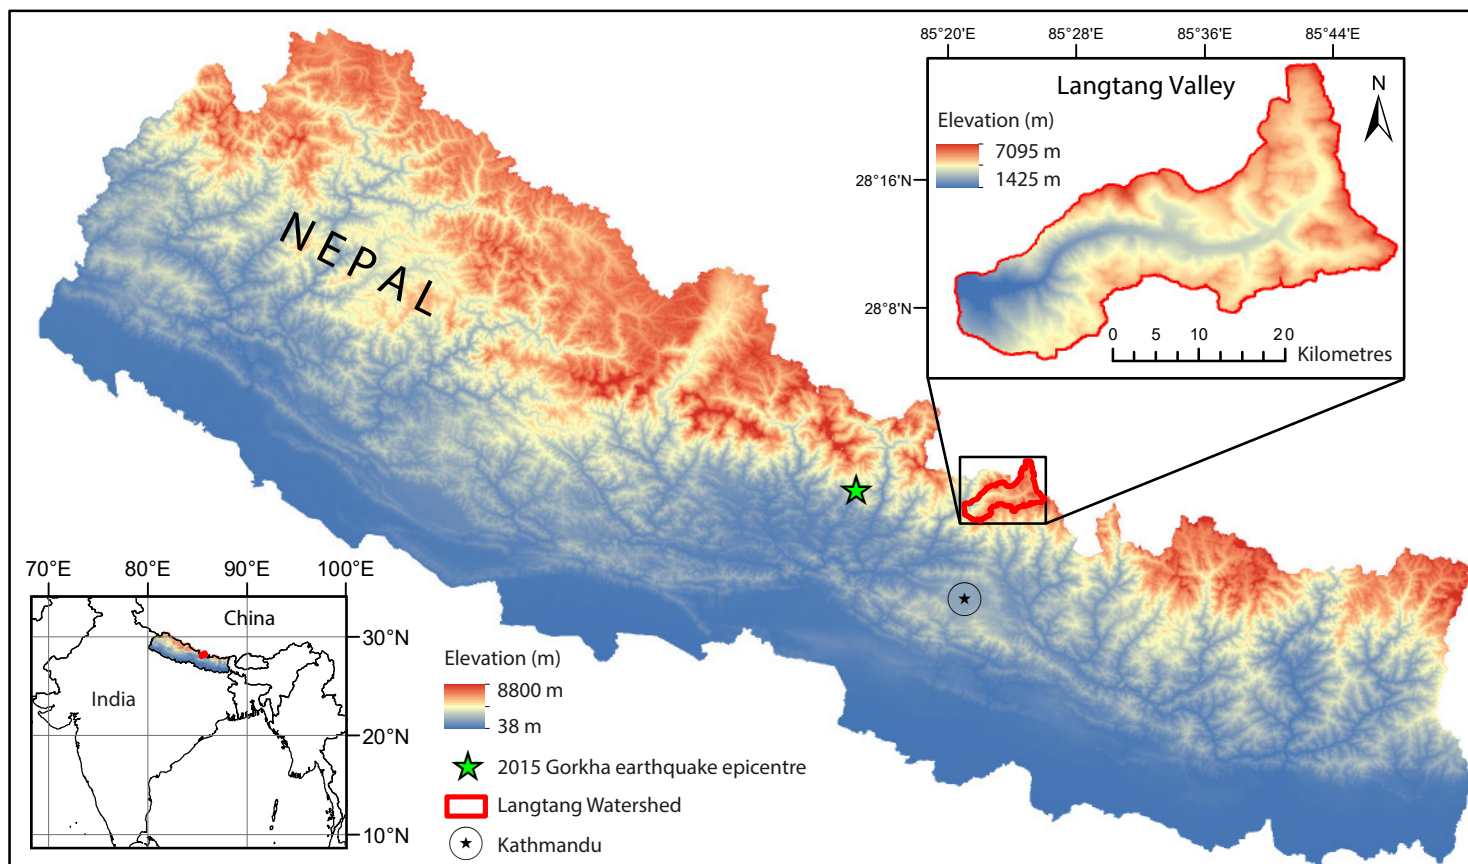 85°20'E 85°28'E 85°36'E 85°44'E
Langtang Valley
N
Elevation (m)
7095 m
1425 m
28°16'N
28°8'N
0 5 10 20
Kilometres
NEPAL
70°E 80°E 90°E 100°E
China
India
30°N
20°N
10°N
Elevation (m)
8800 m
38 m
2015 Gorkha earthquake epicentre
Langtang Watershed
Kathmandu